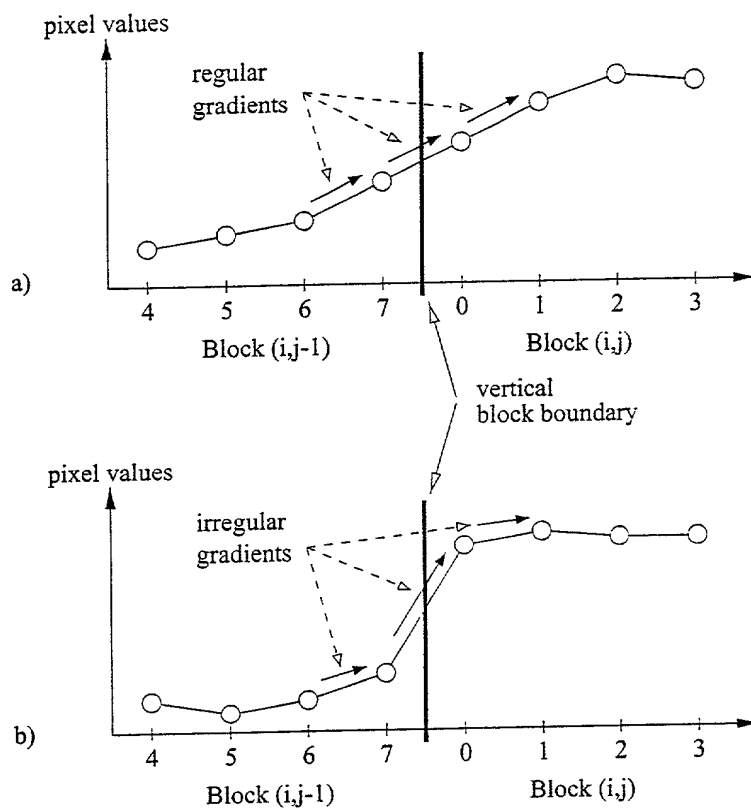 pixel values
regular
gradients
a)
4 5 6 7 0 1 2 3
Block (i,j-1) Block (i,j)
vertical
block boundary
pixel values
irregular
gradients
b)
4 5 6 7 0 1 2 3
Block (i,j-1) Block (i,j)